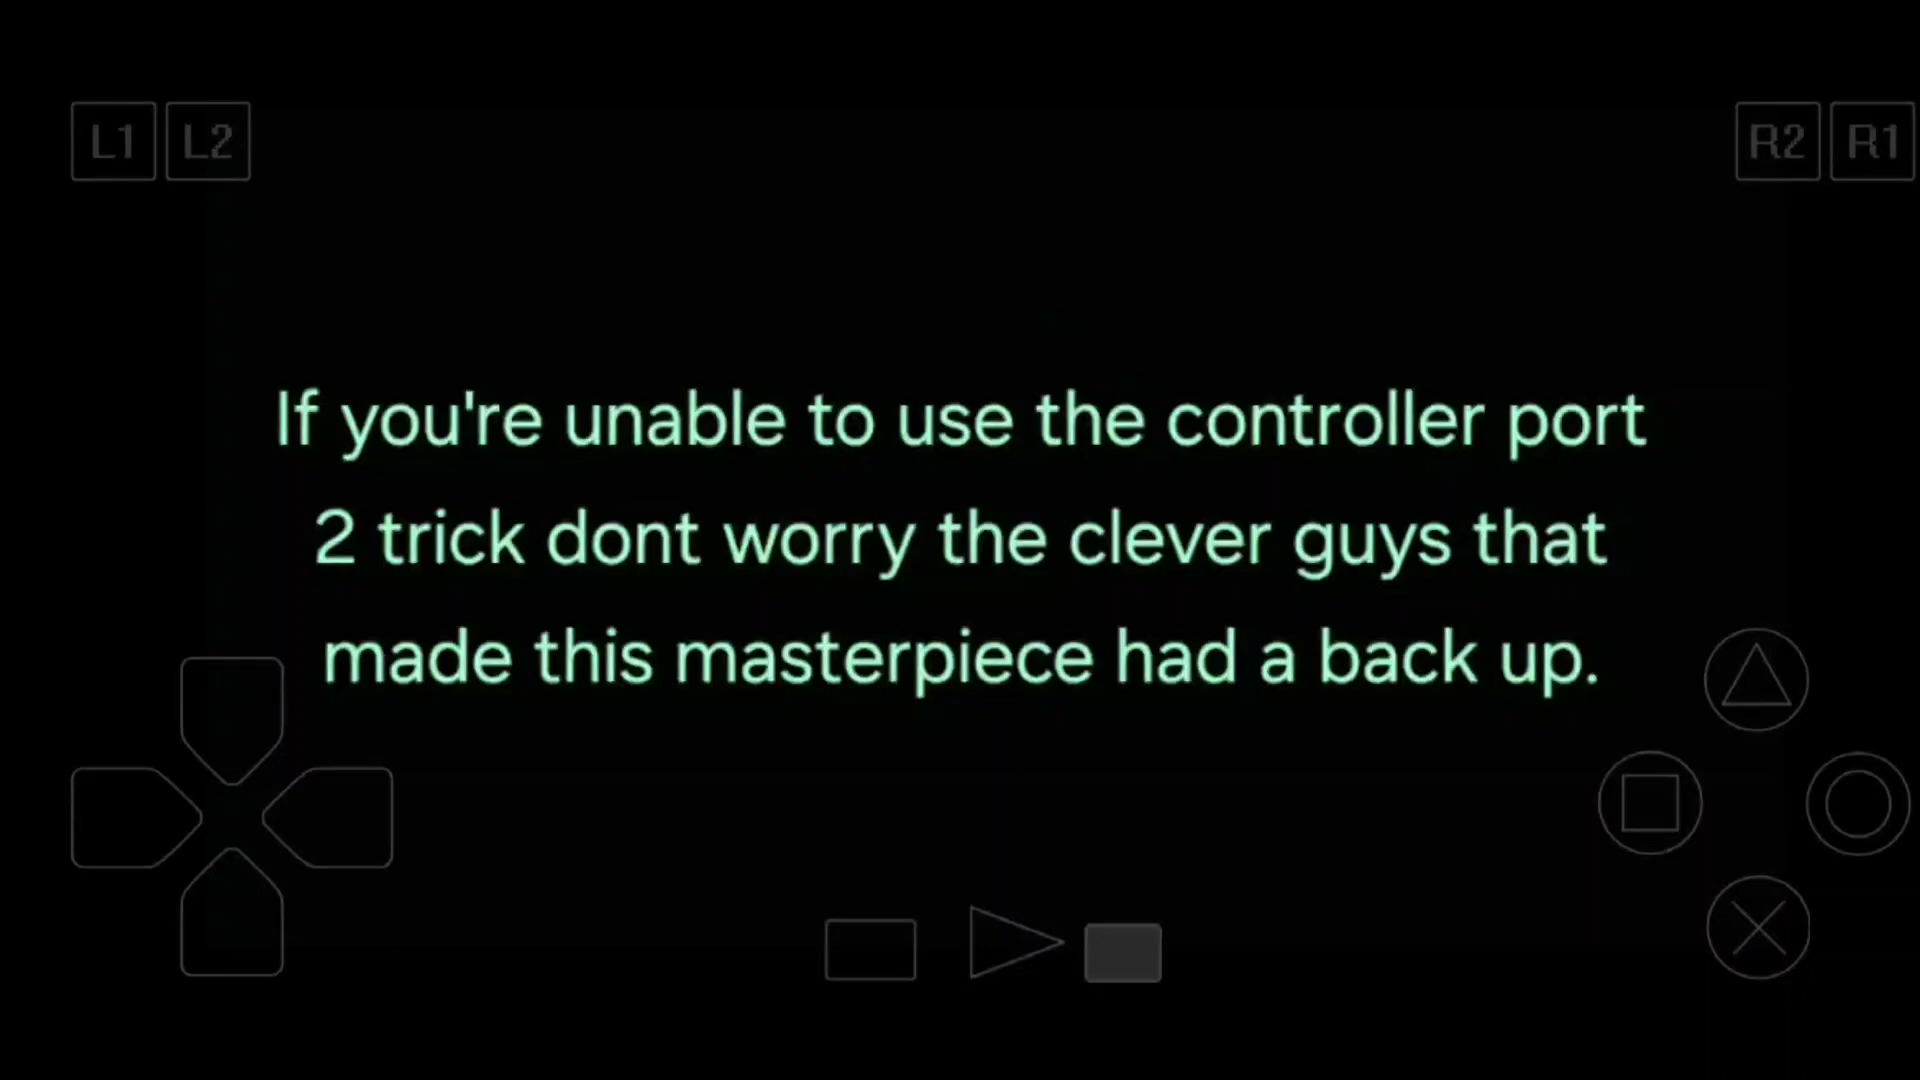 L1 L2 R2 R1
If you're unable to use the controller port
2 trick dont worry the clever guys that
made this masterpiece had a back up.